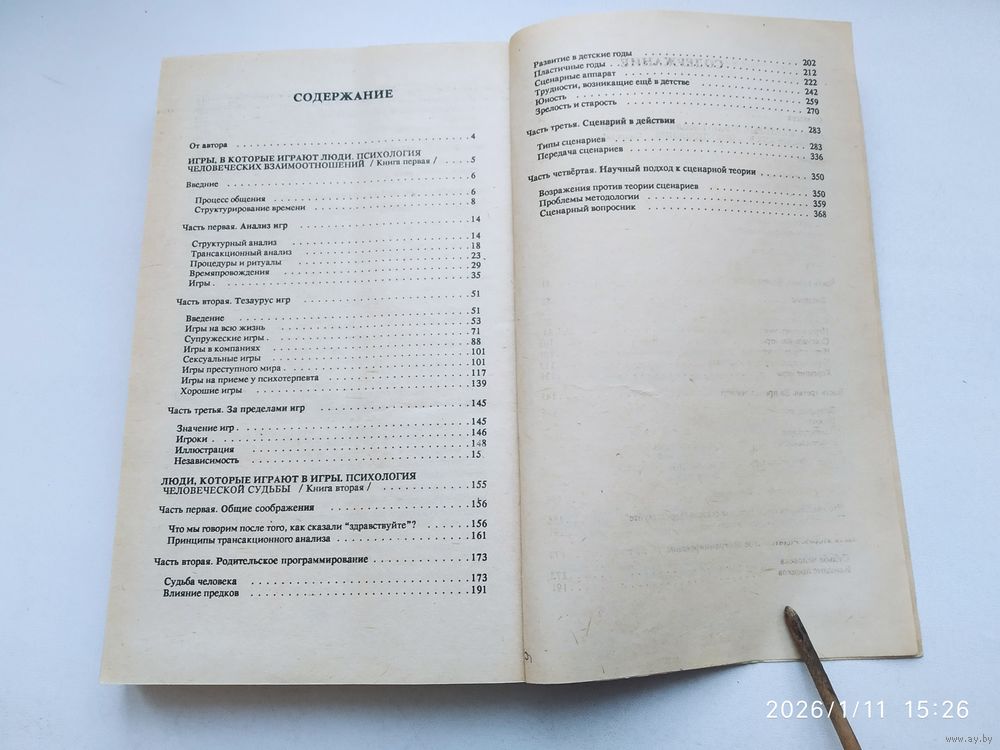 СОДЕРЖАНИЕ
От автора . . . . . . . . . . . . . . . . . . . . 4
ИГРЫ, В КОТОРЫЕ ИГРАЮТ ЛЮДИ. ПСИХОЛОГИЯ
ЧЕЛОВЕЧЕСКИХ ВЗАИМООТНОШЕНИЙ / Книга первая / . . . . 5
Введние . . . . . . . . . . . . . . . . . . . . 6
Процесс общения . . . . . . . . . . . . . . . . 6
Структурирование времени . . . . . . . . . . . . 8
Часть первая. Анализ игр . . . . . . . . . . . . 14
Структурный анализ . . . . . . . . . . . . . . . 14
Трансакционный анализ . . . . . . . . . . . . . 18
Процедуры и ритуалы . . . . . . . . . . . . . . 23
Времяпровождения . . . . . . . . . . . . . . . 29
Игры . . . . . . . . . . . . . . . . . . . . . 35
Часть вторая. Тезаурус игр . . . . . . . . . . . 51
Введение . . . . . . . . . . . . . . . . . . . 51
Игры на всю жизнь . . . . . . . . . . . . . . . 53
Супружеские игры . . . . . . . . . . . . . . . 71
Игры в компаниях . . . . . . . . . . . . . . . 88
Сексуальные игры . . . . . . . . . . . . . . . 101
Игры преступного мира . . . . . . . . . . . . . 101
Игры на приеме у психотерпевта . . . . . . . . . 117
Хорошие игры . . . . . . . . . . . . . . . . . 139
Часть третья. За пределами игр . . . . . . . . . 145
Значение игр . . . . . . . . . . . . . . . . . 145
Игроки . . . . . . . . . . . . . . . . . . . . 146
Иллюстрация . . . . . . . . . . . . . . . . . . 148
Независимость . . . . . . . . . . . . . . . . . 15
ЛЮДИ, КОТОРЫЕ ИГРАЮТ В ИГРЫ. ПСИХОЛОГИЯ
ЧЕЛОВЕЧЕСКОЙ СУДЬБЫ / Книга вторая / . . . . . . 155
Часть первая. Общие соображения . . . . . . . . 156
Что мы говорим после того, как сказали “здравствуйте”? . . . . 156
Принципы трансакционного анализа . . . . . . . . 161
Часть вторая. Родительское программирование . . . . 173
Судьба человека . . . . . . . . . . . . . . . . 173
Влияние предков . . . . . . . . . . . . . . . . 191
Развитие в детские годы . . . . . . . . . . . . 202
Пластичные годы . . . . . . . . . . . . . . . . 212
Сценарные аппарат . . . . . . . . . . . . . . . 222
Трудности, возникающие ещё в детстве . . . . . . 242
Юность . . . . . . . . . . . . . . . . . . . . 259
Зрелость и старость . . . . . . . . . . . . . . 270
Часть третья. Сценарий в действии . . . . . . . . 283
Типы сценариев . . . . . . . . . . . . . . . . 283
Передача сценариев . . . . . . . . . . . . . . 336
Часть четвёртая. Научный подход к сценарной теории . . . . 350
Возражения против теории сценариев . . . . . . . 350
Проблемы методологии . . . . . . . . . . . . . 359
Сценарный вопросник . . . . . . . . . . . . . . 368
2026/1/11 15:26
www.ay.by